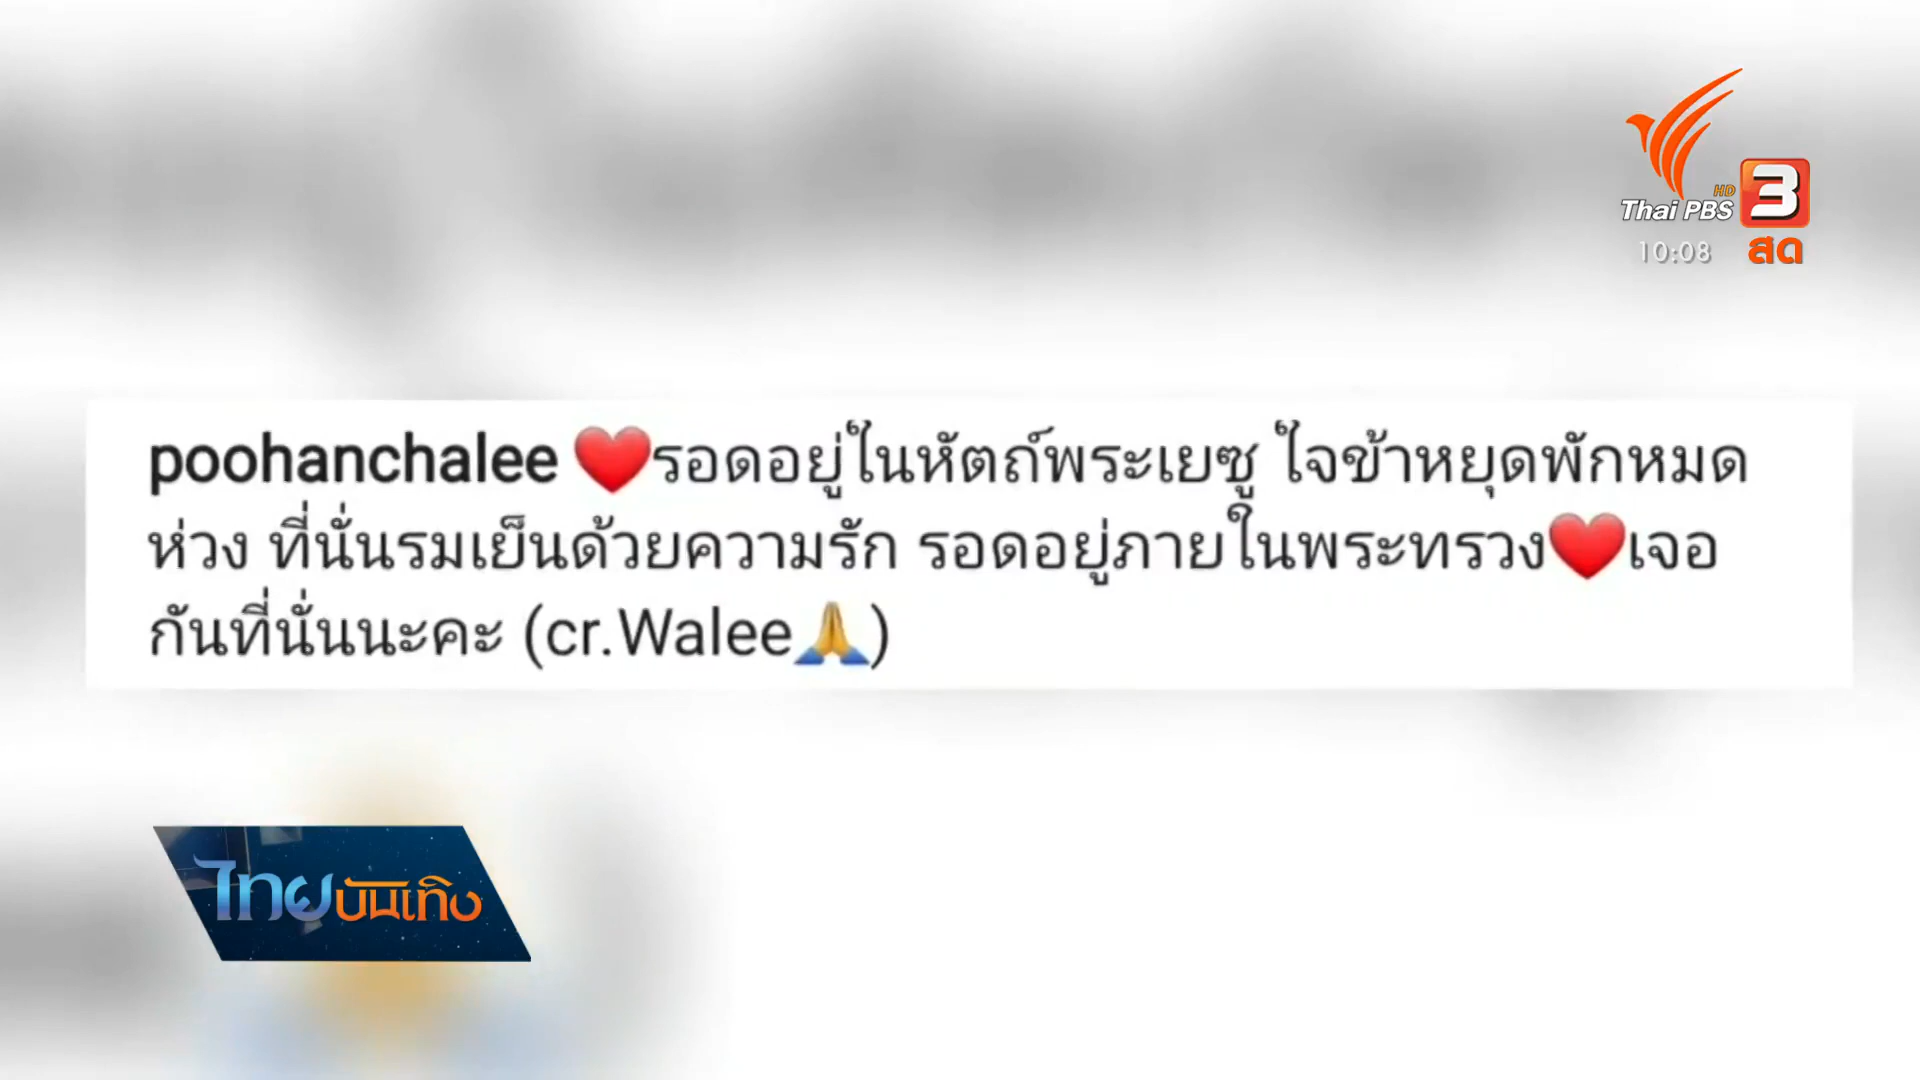 HD
Thai PBS 3
10:08 สด
poohanchalee ❤️รอดอยู่ในหัตถ์พระเยซู ใจข้าหยุดพักหมด
ห่วง ที่นั่นรมเย็นด้วยความรัก รอดอยู่ภายในพระทรวง❤️เจอ
กันที่นั่นนะคะ (cr.Walee🙏)
ไทยบันเทิง